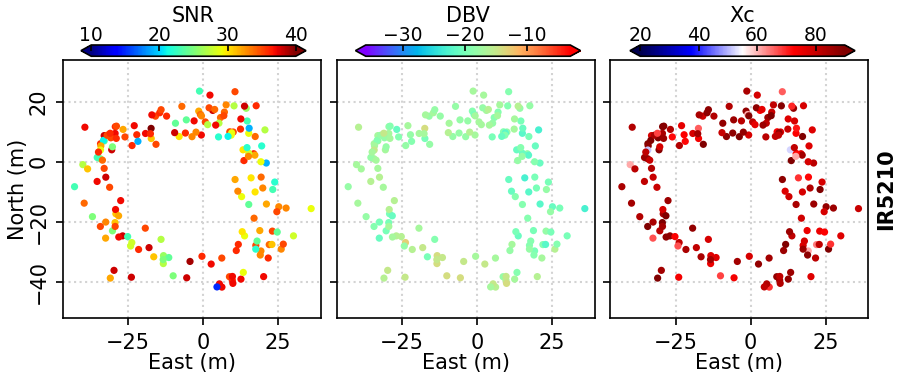 SNR DBV Xc
10 20 30 40 −30 −20 −10 20 40 60 80
20
0
−20
−40
North (m)
−25 0 25 −25 0 25 −25 0 25
East (m) East (m) East (m)
IR5210